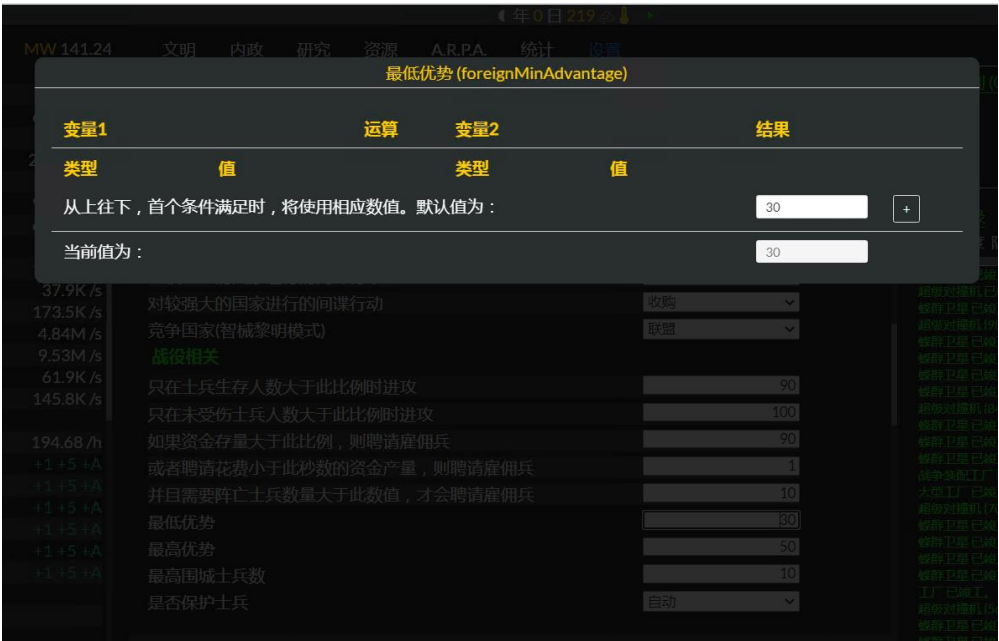 年 0 日 219
MW 141.24 文明 内政 研究 资源 A.R.P.A. 统计 设置
最低优势 (foreignMinAdvantage)
变量1 运算 变量2 结果
类型 值 类型 值
从上往下，首个条件满足时，将使用相应数值。默认值为： 30 +
当前值为： 30
37.9K /s
对较强大的国家进行的间谍行动 收购
173.5K /s
竞争国家(智械黎明模式) 联盟
4.84M /s
战役相关
9.53M /s
61.9K /s
只在士兵生存人数大于此比例时进攻 90
145.8K /s
只在未受伤士兵人数大于此比例时进攻 100
194.68 /h
如果资金存量大于此比例，则聘请雇佣兵 90
+1 +5 +A
或者聘请花费小于此秒数的资金产量，则聘请雇佣兵 1
+1 +5 +A
并且需要阵亡士兵数量大于此数值，才会聘请雇佣兵 10
+1 +5 +A
最低优势 30
+1 +5 +A
最高优势 50
+1 +5 +A
最高围城士兵数 10
+1 +5 +A
是否保护士兵 自动